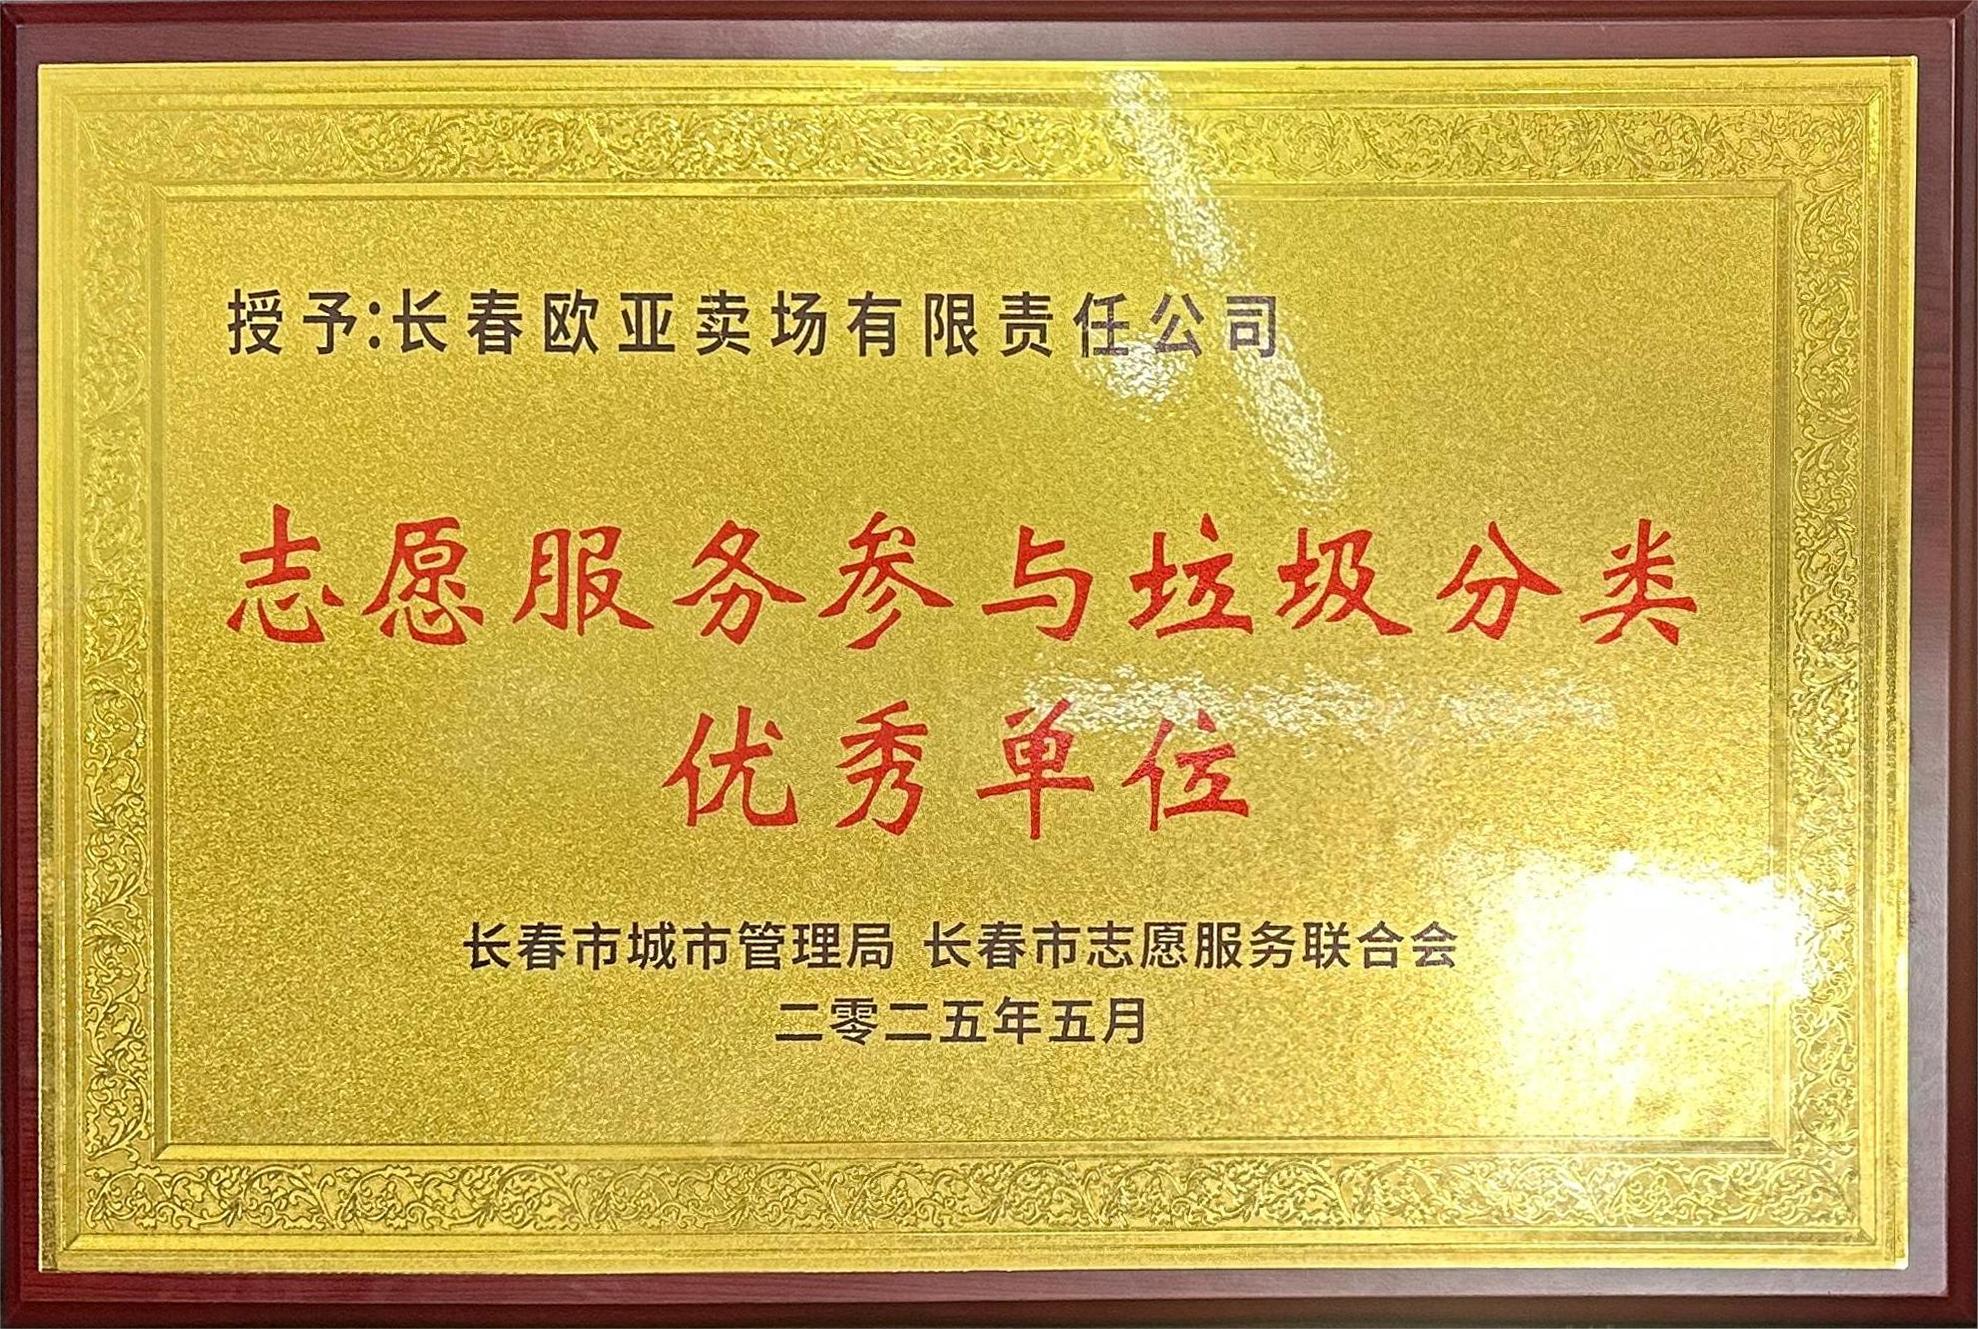 授予:长春欧亚卖场有限责任公司
志愿服务参与垃圾分类
优秀单位
长春市城市管理局 长春市志愿服务联合会
二零二五年五月